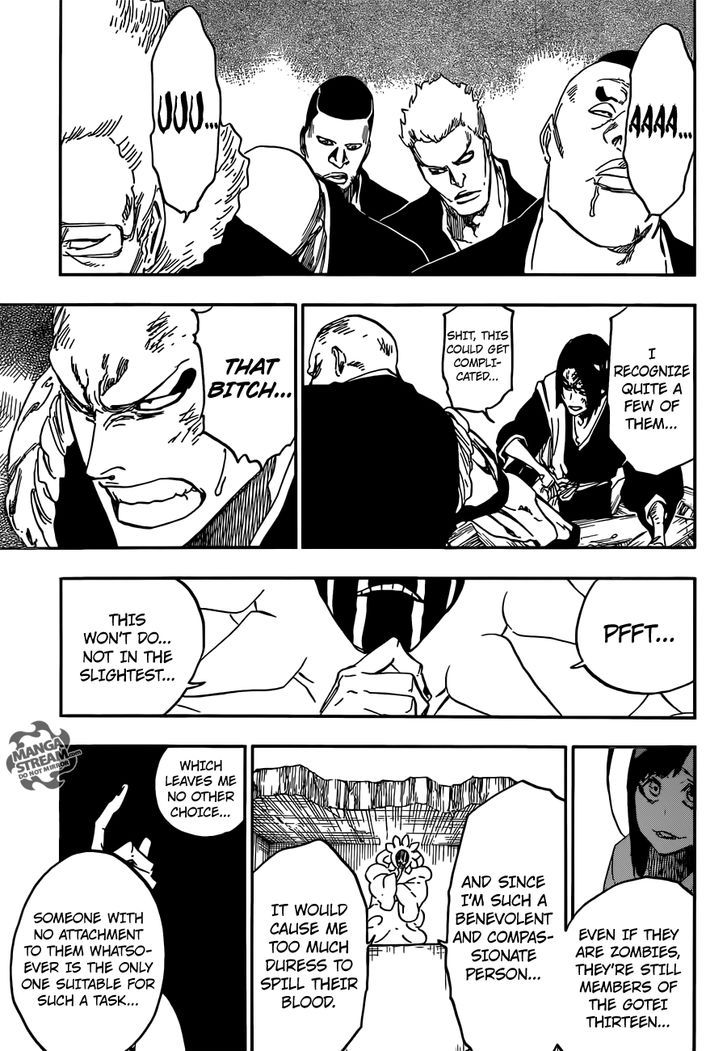 AAAA...
UUU...
I
RECOGNIZE
QUITE A
FEW OF
THEM...
SHIT, THIS
COULD GET
COMPLI-
CATED...
THAT
BITCH...
PFFT...
THIS
WON'T DO...
NOT IN THE
SLIGHTEST...
EVEN IF THEY
ARE ZOMBIES,
THEY'RE STILL
MEMBERS OF
THE GOTEI
THIRTEEN...
AND SINCE
I'M SUCH A
BENEVOLENT
AND COMPAS-
SIONATE
PERSON...
IT WOULD
CAUSE ME
TOO MUCH
DURESS TO
SPILL THEIR
BLOOD.
WHICH
LEAVES ME
NO OTHER
CHOICE...
SOMEONE WITH
NO ATTACHMENT
TO THEM WHATSO-
EVER IS THE ONLY
ONE SUITABLE FOR
SUCH A TASK...
MANGA
STREAM.com
DO NOT MIRROR